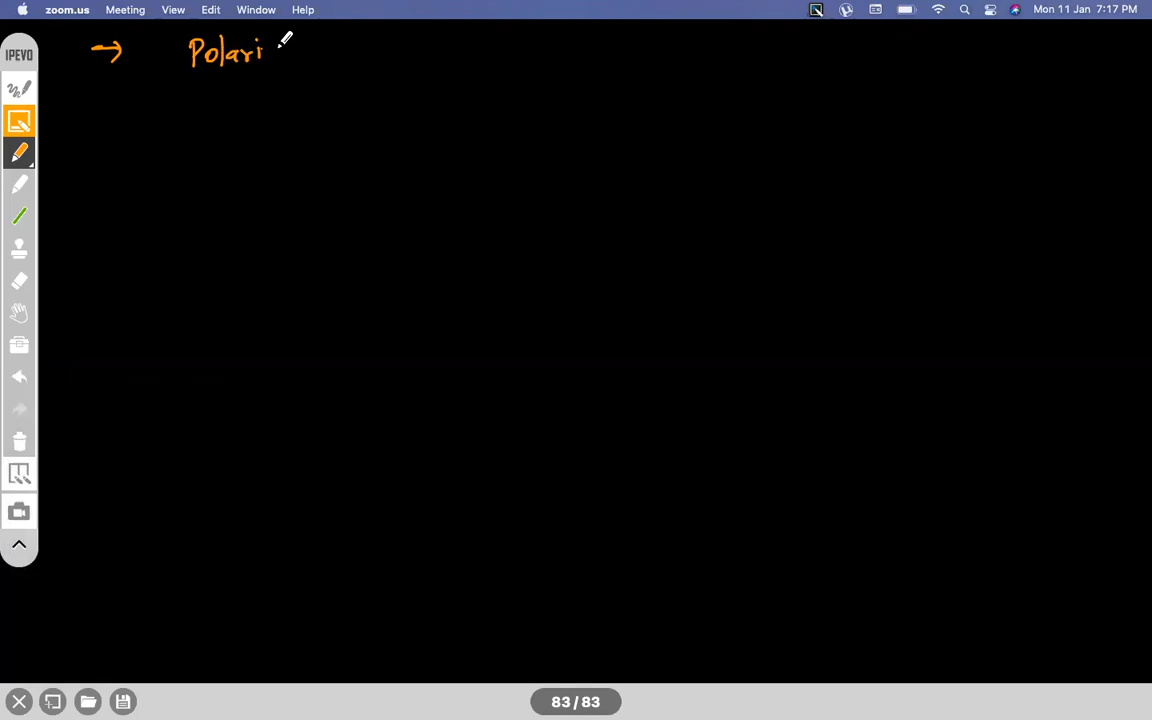 zoom.us Meeting View Edit Window Help Mon 11 Jan 7:17 PM
IPEVO
→ Polari
83/83